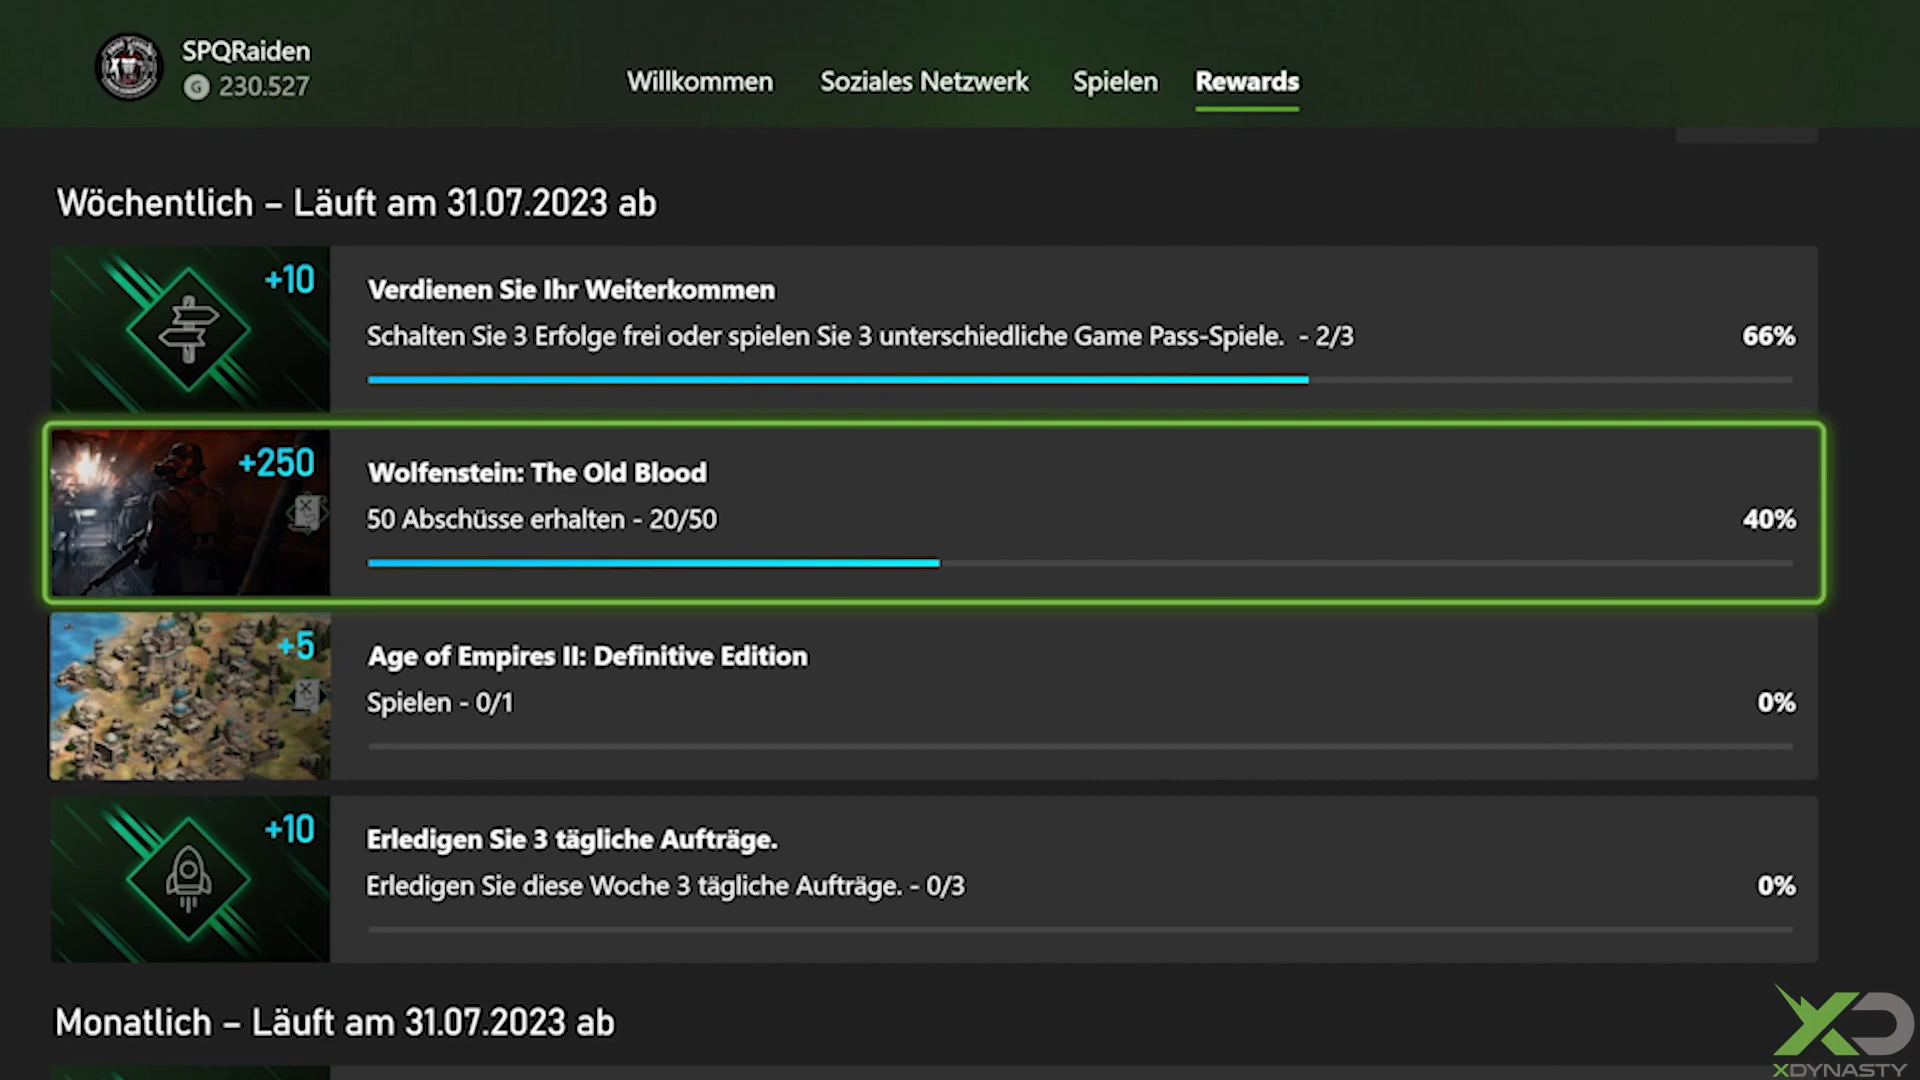 SPQRaiden
G 230.527
Willkommen Soziales Netzwerk Spielen Rewards
Wöchentlich – Läuft am 31.07.2023 ab
+10
Verdienen Sie Ihr Weiterkommen
Schalten Sie 3 Erfolge frei oder spielen Sie 3 unterschiedliche Game Pass-Spiele. - 2/3
66%
+250
Wolfenstein: The Old Blood
50 Abschüsse erhalten - 20/50
40%
+5
Age of Empires II: Definitive Edition
Spielen - 0/1
0%
+10
Erledigen Sie 3 tägliche Aufträge.
Erledigen Sie diese Woche 3 tägliche Aufträge. - 0/3
0%
Monatlich – Läuft am 31.07.2023 ab
XD
XDYNASTY